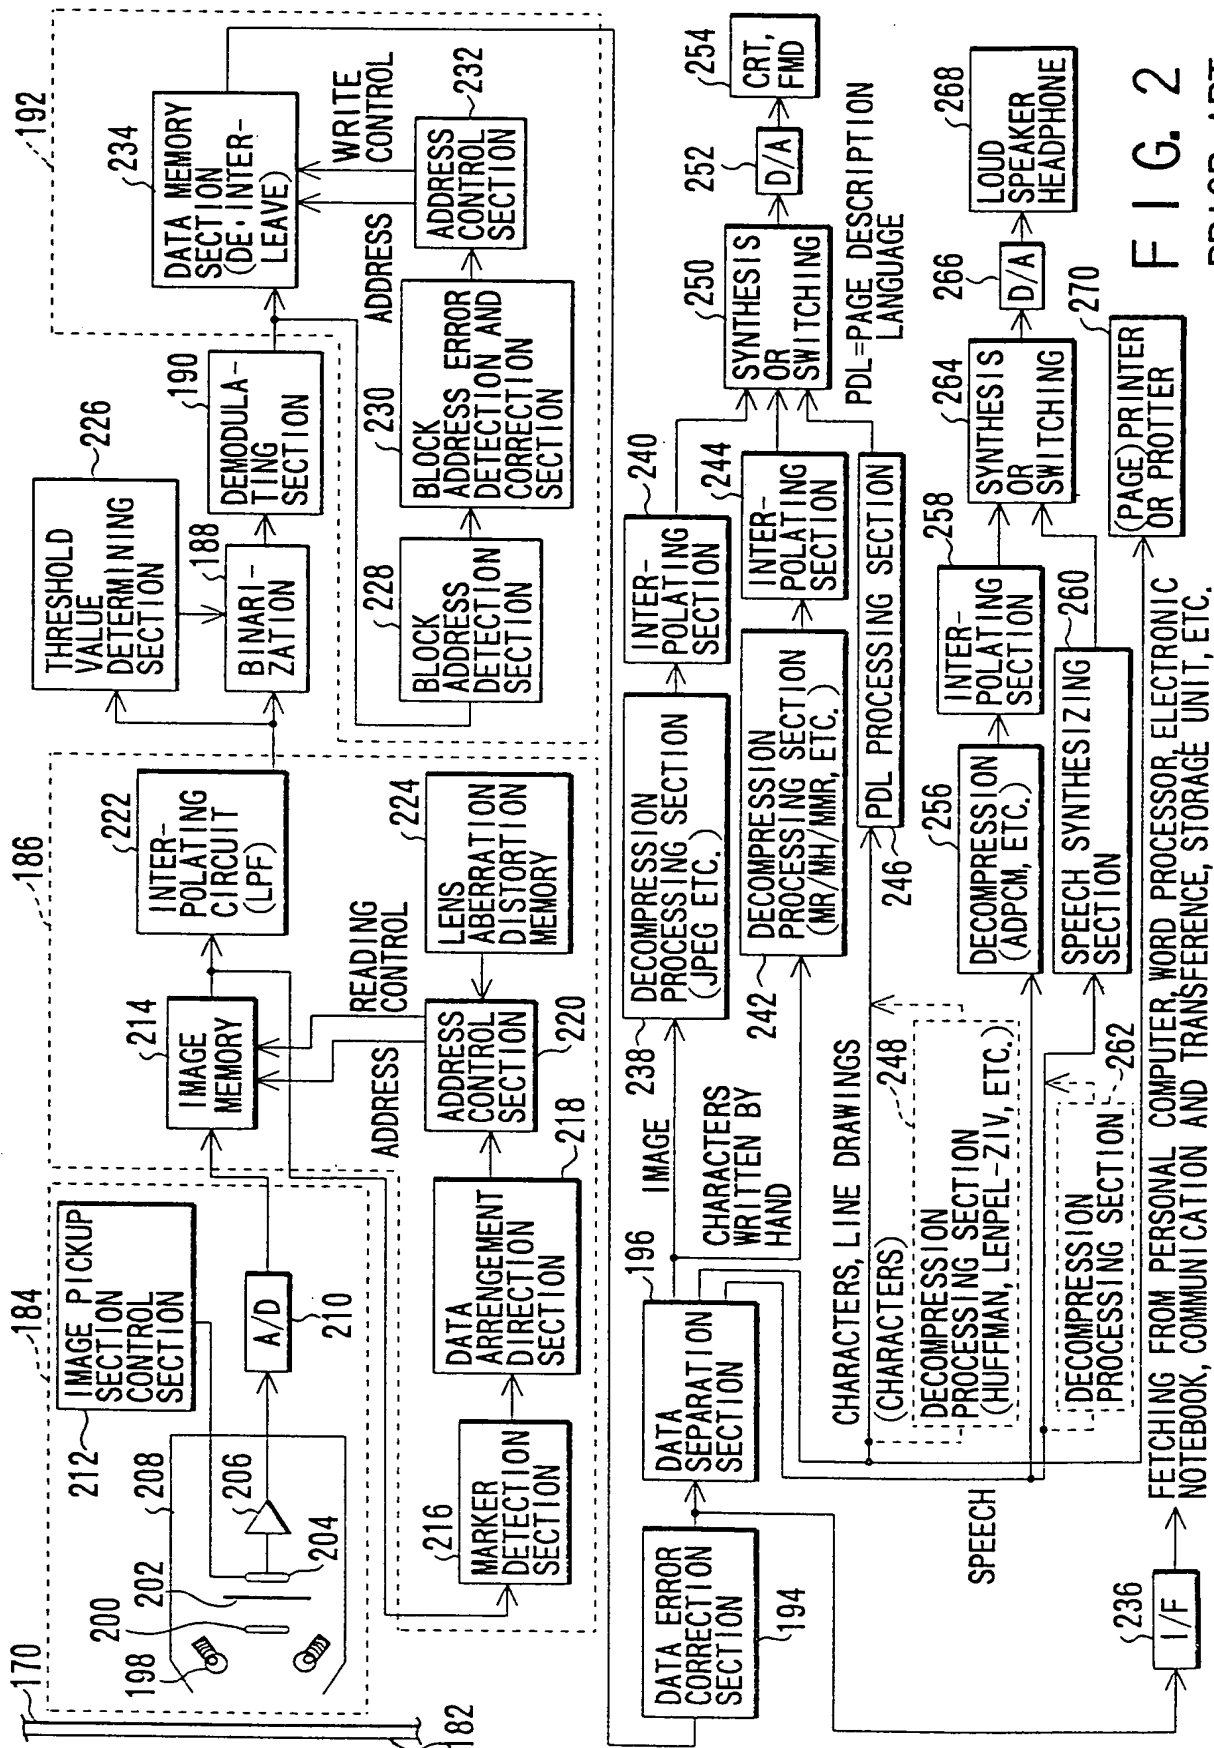 170
182
184
212
IMAGE PICKUP
SECTION
CONTROL
SECTION
208
206
204
202
200
198
A/D
210
186
214
IMAGE
MEMORY
222
INTER-
POLATING
CIRCUIT
(LPF)
READING
CONTROL
ADDRESS
224
LENS
ABERRATION
DISTORTION
MEMORY
ADDRESS
CONTROL
SECTION
220
218
DATA
ARRENGEMENT
DIRECTION
SECTION
216
MARKER
DETECTION
SECTION
THRESHOLD
VALUE
DETERMINING
SECTION
226
188
BINARI-
ZATION
190
DEMODULA-
TING
SECTION
192
234
DATA MEMORY
SECTION
(DE·INTER-
LEAVE)
WRITE
CONTROL
ADDRESS
232
ADDRESS
CONTROL
SECTION
230
BLOCK
ADDRESS ERROR
DETECTION AND
CORRECTION
SECTION
228
BLOCK
ADDRESS
DETECTION
SECTION
DATA ERROR
CORRECTION
SECTION
194
196
DATA
SEPARATION
SECTION
IMAGE
CHARACTERS
WRITTEN BY
HAND
238
DECOMPRESSION
PROCESSING SECTION
(JPEG ETC.)
240
INTER-
POLATING
SECTION
242
DECOMPRESSION
PROCESSING SECTION
(MR/MH/MMR, ETC.)
244
INTER-
POLATING
SECTION
CHARACTERS, LINE DRAWINGS
(CHARACTERS)
PDL PROCESSING SECTION
246
248
DECOMPRESSION
PROCESSING SECTION
(HUFFMAN, LENPEL-ZIV, ETC.)
250
SYNTHESIS
OR
SWITCHING
252
D/A
254
CRT,
FMD
PDL=PAGE DESCRIPTION
LANGUAGE
SPEECH
256
DECOMPRESSION
(ADPCM, ETC.)
258
INTER-
POLATING
SECTION
SPEECH SYNTHESIZING
SECTION
260
262
DECOMPRESSION
PROCESSING SECTION
264
SYNTHESIS
OR
SWITCHING
266
D/A
268
LOUD
SPEAKER
HEADPHONE
270
(PAGE)PRINTER
OR PROTTER
236
I/F
FETCHING FROM PERSONAL COMPUTER, WORD PROCESSOR, ELECTRONIC
NOTEBOOK, COMMUNICATION AND TRANSFERENCE, STORAGE UNIT, ETC.
FIG. 2
PRIOR ART